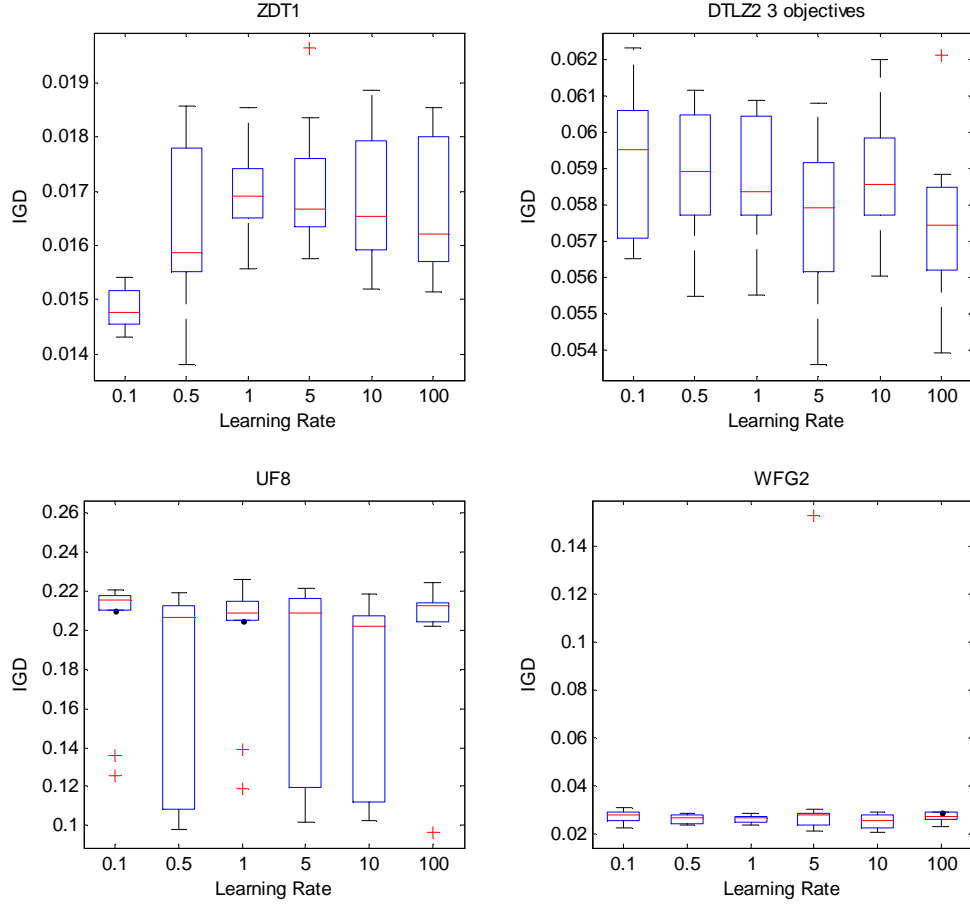 ZDT1
IGD
0.019
0.018
0.017
0.016
0.015
0.014
0.1 0.5 1 5 10 100
Learning Rate
DTLZ2 3 objectives
IGD
0.062
0.061
0.06
0.059
0.058
0.057
0.056
0.055
0.054
0.1 0.5 1 5 10 100
Learning Rate
UF8
IGD
0.26
0.24
0.22
0.2
0.18
0.16
0.14
0.12
0.1
0.1 0.5 1 5 10 100
Learning Rate
WFG2
IGD
0.14
0.12
0.1
0.08
0.06
0.04
0.02
0.1 0.5 1 5 10 100
Learning Rate